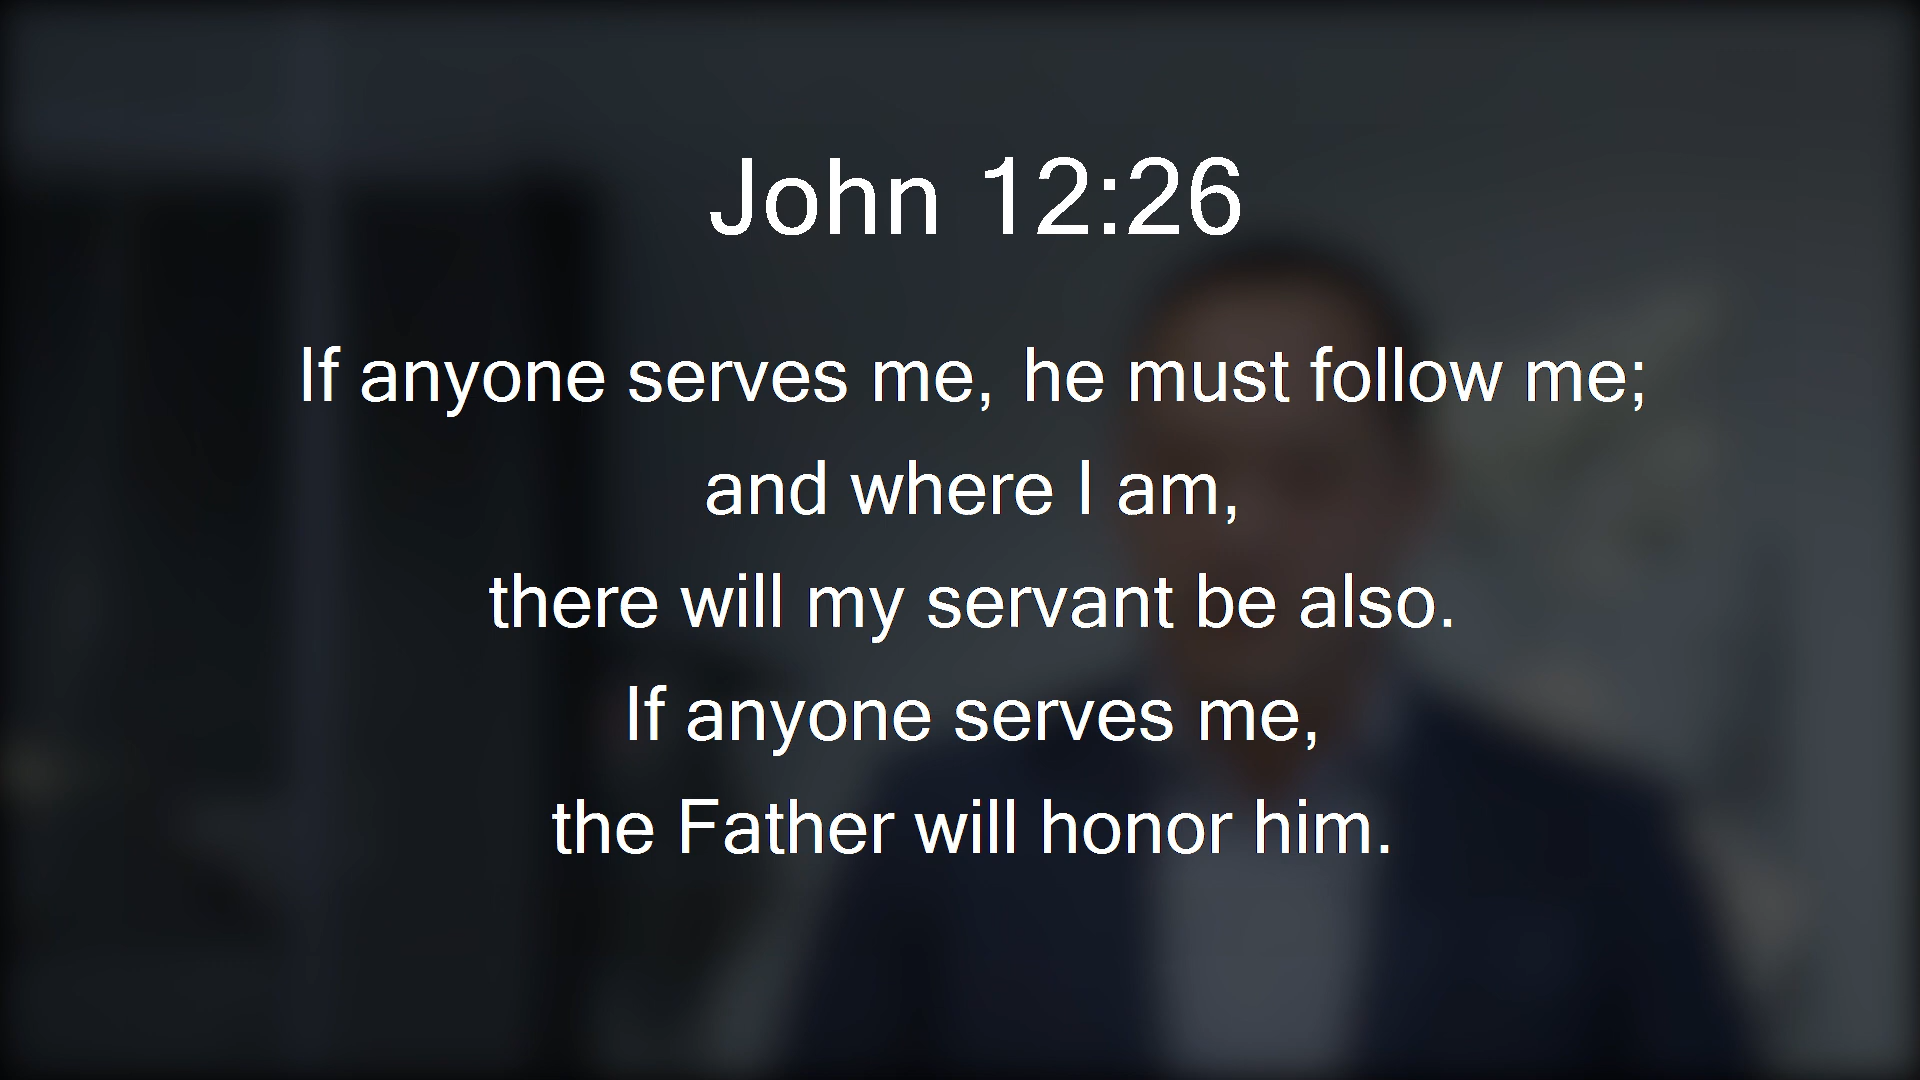 John 12:26
If anyone serves me, he must follow me;
and where I am,
there will my servant be also.
If anyone serves me,
the Father will honor him.